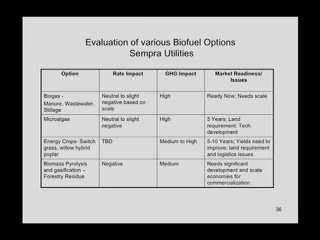 Evaluation of various Biofuel Options
Sempra Utilities
Option Rate Impact GHG Impact Market Readiness/
Issues
Biogas -
Manure, Wastewater,
Stillage
Neutral to slight
negative based on
scale
High
Ready Now; Needs scale
Microalgae
Neutral to slight
negative
High
5 Years; Land
requirement; Tech.
development
Energy Crops- Switch
grass, willow hybrid
poplar
TBD
Medium to High
5-10 Years; Yields need to
improve; land requirement
and logistics issues
Biomass Pyrolysis
and gasification –
Forestry Residue
Negative
Medium
Needs significant
development and scale
economies for
commercialization
36